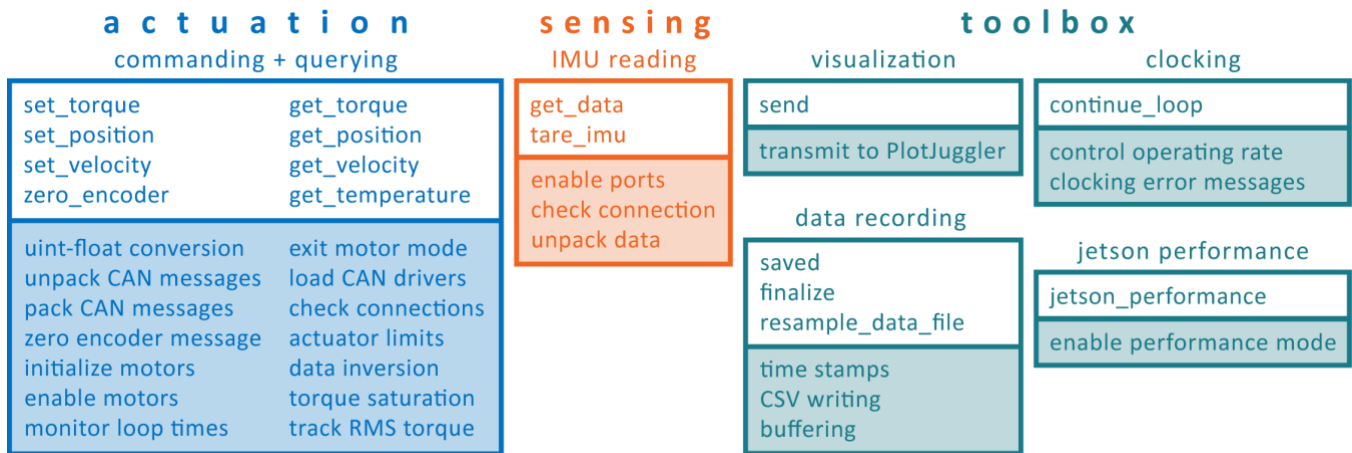 actuation
commanding + querying
set_torque
set_position
set_velocity
zero_encoder
get_torque
get_position
get_velocity
get_temperature
uint-float conversion
unpack CAN messages
pack CAN messages
zero encoder message
initialize motors
enable motors
monitor loop times
exit motor mode
load CAN drivers
check connections
actuator limits
data inversion
torque saturation
track RMS torque
sensing
IMU reading
get_data
tare_imu
enable ports
check connection
unpack data
toolbox
visualization
send
transmit to PlotJuggler
data recording
saved
finalize
resample_data_file
time stamps
CSV writing
buffering
clocking
continue_loop
control operating rate
clocking error messages
jetson performance
jetson_performance
enable performance mode